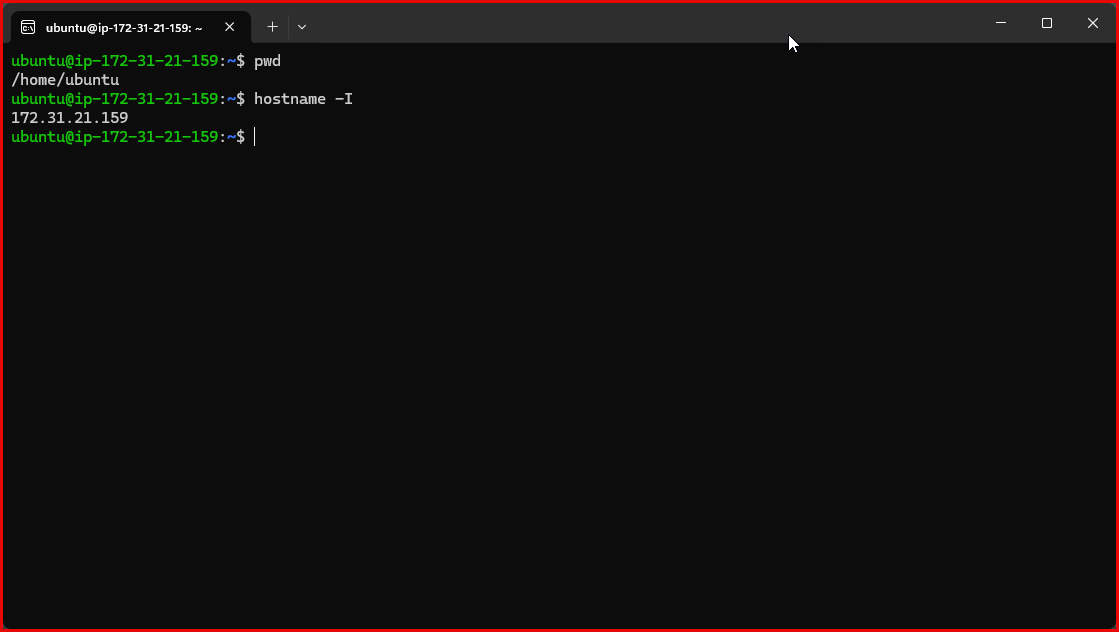 ubuntu@ip-172-31-21-159: ~
ubuntu@ip-172-31-21-159:~$ pwd
/home/ubuntu
ubuntu@ip-172-31-21-159:~$ hostname -I
172.31.21.159
ubuntu@ip-172-31-21-159:~$